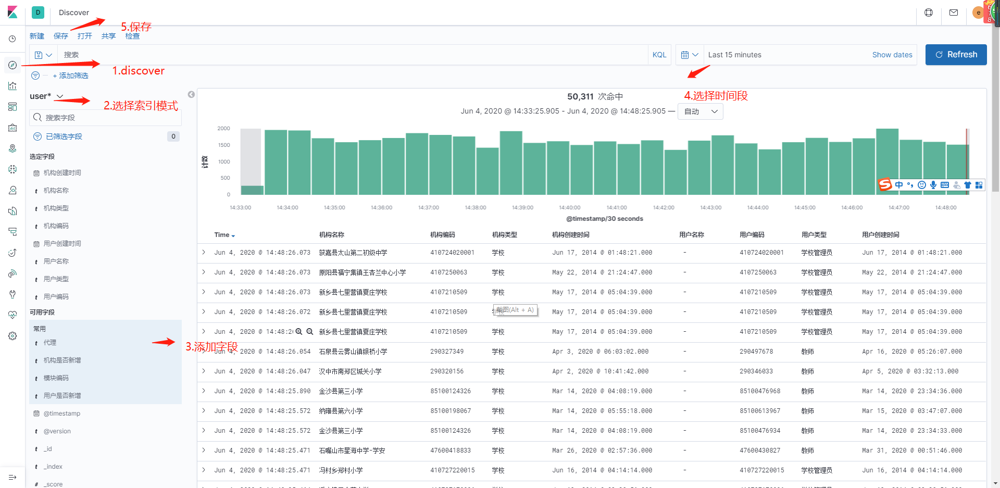 D
Discover
e
618
5.保存
新建 保存 打开 共享 检查
搜索
KQL
Last 15 minutes
Show dates
Refresh
1.discover
+ 添加筛选
user*
2.选择索引模式
4.选择时间段
50,311 次命中
Jun 4, 2020 @ 14:33:25.905 - Jun 4, 2020 @ 14:48:25.905 —
自动
搜索字段
已筛选字段
0
选定字段
机构创建时间
t 机构名称
t 机构类型
t 机构编码
用户创建时间
t 用户名称
t 用户类型
t 用户编码
可用字段
常用
t 代理
3.添加字段
t 机构是否新增
t 模块编码
t 用户是否新增
@timestamp
t @version
t _id
t _index
# _score
计数
2000
1500
1000
500
0
14:33:00 14:34:00 14:35:00 14:36:00 14:37:00 14:38:00 14:39:00 14:40:00 14:41:00 14:42:00 14:43:00 14:44:00 14:45:00 14:46:00 14:47:00 14:48:00
@timestamp/30 seconds
中
Time 机构名称 机构编码 机构类型 机构创建时间 用户名称 用户编码 用户类型 用户创建时间
Jun 4, 2020 @ 14:48:26.073 获嘉县太山第二初级中学 410724020001 学校 Jun 17, 2014 @ 01:48:21.000 - 410724020001 学校管理员 Jun 17, 2014 @ 01:48:21.000
Jun 4, 2020 @ 14:48:26.073 原阳县福宁集镇王杏兰中心小学 4107250063 学校 May 22, 2014 @ 21:24:47.000 - 4107250063 学校管理员 May 22, 2014 @ 21:24:47.000
Jun 4, 2020 @ 14:48:26.073 新乡县七里营镇夏庄学校 4107210509 学校 May 17, 2014 @ 05:04:39.000 - 4107210509 学校管理员 May 17, 2014 @ 05:04:39.000
Jun 4, 2020 @ 14:48:26.072 新乡县七里营镇夏庄学校 4107210509 May 17, 2014 @ 05:04:39.000 - 4107210509 学校管理员 May 17, 2014 @ 05:04:39.000
截图(Alt + A)
Jun 4, 2020 @ 14:48:2 新乡县七里营镇夏庄学校 4107210509 学校 May 17, 2014 @ 05:04:39.000 - 4107210509 学校管理员 May 17, 2014 @ 05:04:39.000
Jun 4, 2020 @ 14:48:26.054 石泉县云雾山镇银桥小学 290327349 学校 Apr 3, 2020 @ 06:03:02.000 - 290497678 教师 Apr 16, 2020 @ 05:26:07.000
Jun 4, 2020 @ 14:48:26.047 汉中市南郑区城关小学 290320156 学校 Apr 2, 2020 @ 10:41:42.000 - 290346033 教师 Apr 5, 2020 @ 03:32:13.000
Jun 4, 2020 @ 14:48:25.890 金沙县第三小学 85100124326 学校 Mar 14, 2020 @ 04:08:19.000 - 85100476968 教师 Mar 14, 2020 @ 23:34:36.000
Jun 4, 2020 @ 14:48:25.572 纳雍县第六小学 85100198067 学校 Mar 14, 2020 @ 05:55:18.000 - 85100613967 教师 Mar 15, 2020 @ 03:47:07.000
Jun 4, 2020 @ 14:48:25.572 金沙县第三小学 85100124326 学校 Mar 14, 2020 @ 04:08:19.000 - 85100476934 教师 Mar 14, 2020 @ 23:34:33.000
Jun 4, 2020 @ 14:48:25.471 石嘴山市星海中学-学安 47600418833 学校 Mar 26, 2020 @ 02:57:36.000 - 47600430827 教师 Mar 31, 2020 @ 00:51:46.000
Jun 4, 2020 @ 14:48:25.471 冯村乡郑村小学 410727220015 学校 Jun 16, 2014 @ 04:14:14.000 - 410727220015 学校管理员 Jun 16, 2014 @ 04:14:14.000